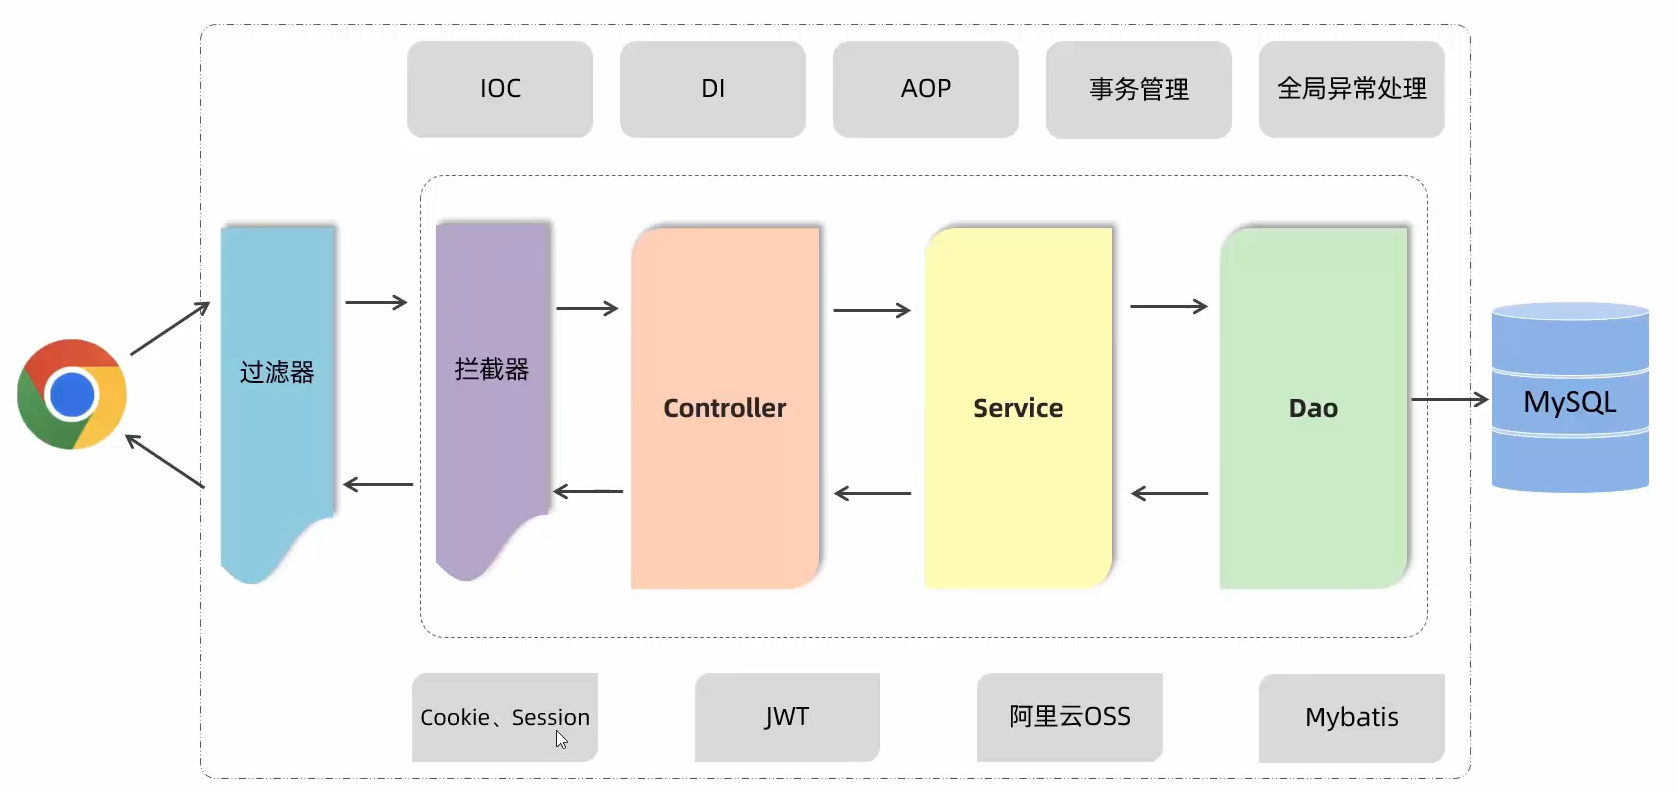 IOC
DI
AOP
事务管理
全局异常处理
过滤器
拦截器
Controller
Service
Dao
MySQL
Cookie、Session
JWT
阿里云OSS
Mybatis